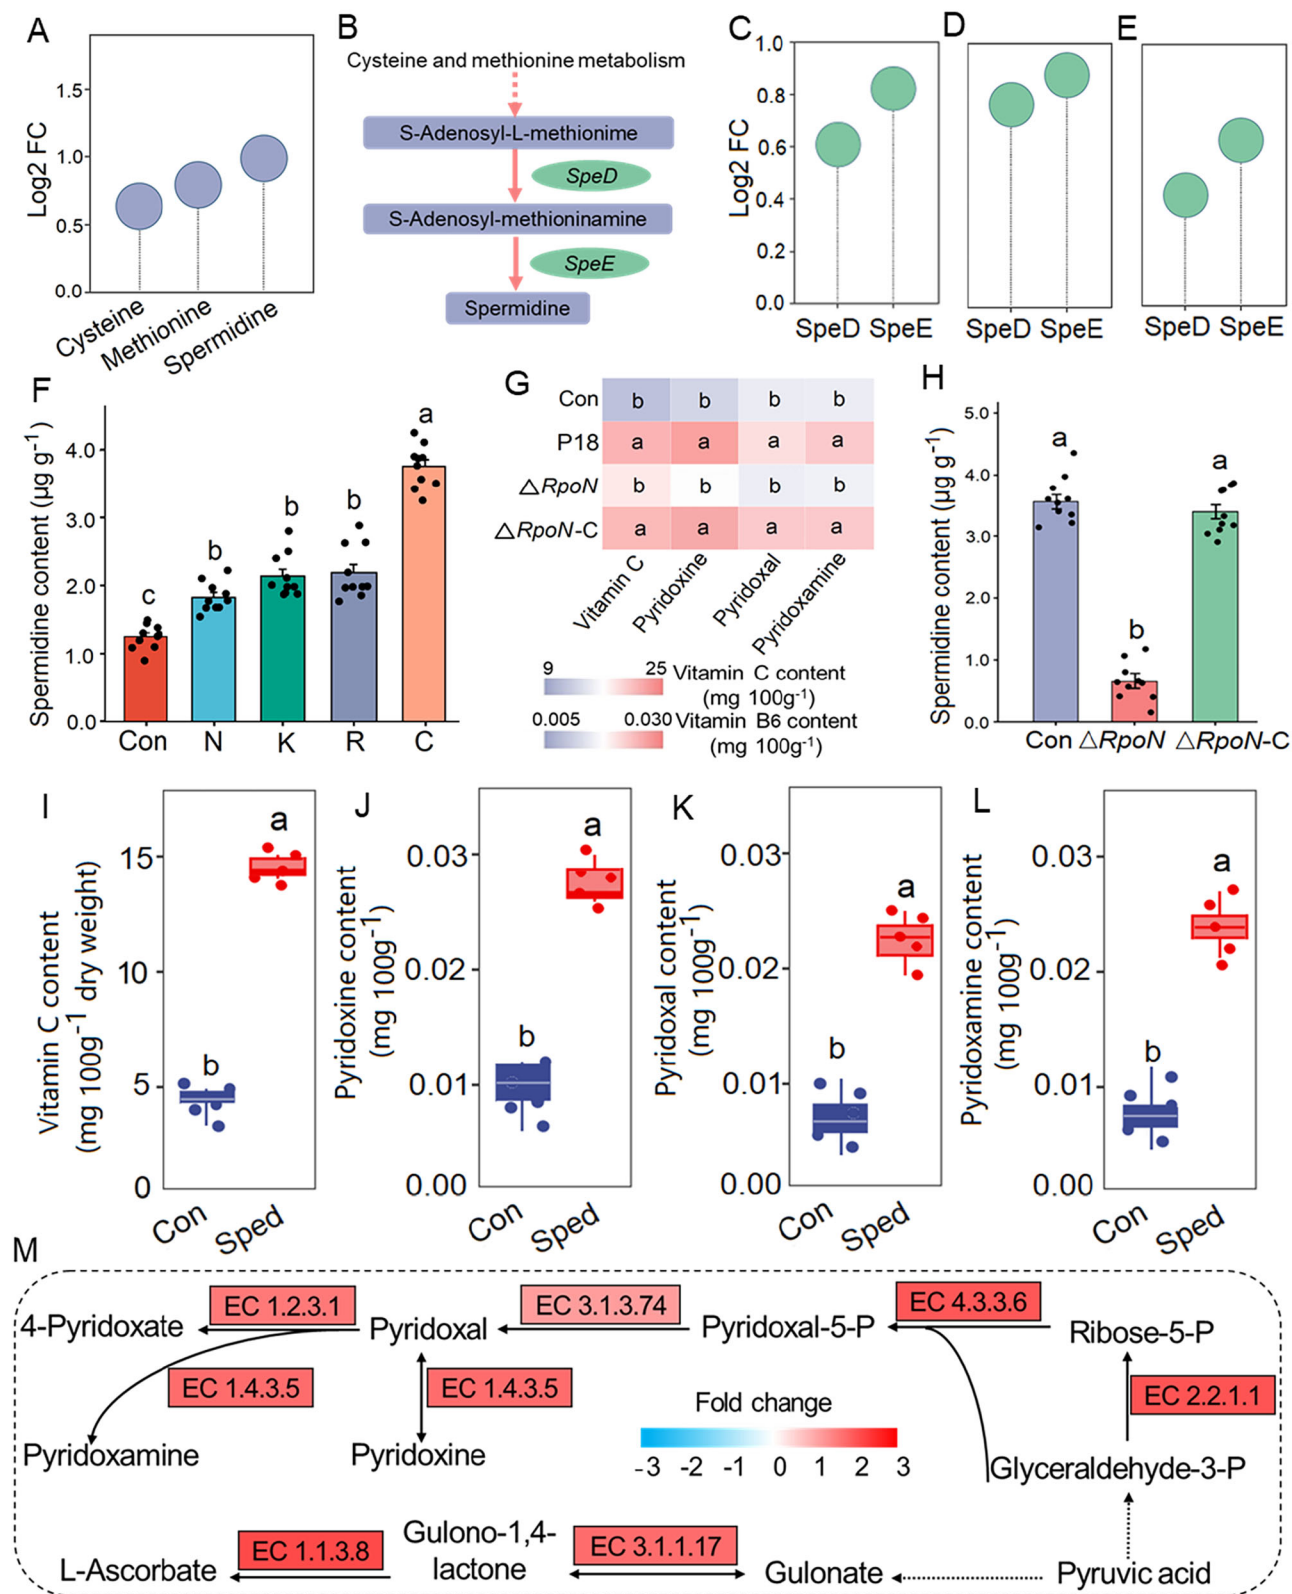 A
Log2 FC
1.5
1.0
0.5
0.0
Cysteine
Methionine
Spermidine
B
Cysteine and methionine metabolism
S-Adenosyl-L-methionime
SpeD
S-Adenosyl-methioninamine
SpeE
Spermidine
C
Log2 FC
1.0
0.8
0.6
0.4
0.2
0.0
SpeD SpeE
D
SpeD SpeE
E
SpeD SpeE
F
Spermidine content (µg g⁻¹)
4.0
3.0
2.0
1.0
0.0
c
b
b
b
a
Con N K R C
G
Con b b b b
P18 a a a a
△RpoN b b b b
△RpoN-C a a a a
Vitamin C
Pyridoxine
Pyridoxal
Pyridoxamine
9 25 Vitamin C content
(mg 100g⁻¹)
0.005 0.030 Vitamin B6 content
(mg 100g⁻¹)
H
Spermidine content (µg g⁻¹)
5.0
4.0
3.0
2.0
1.0
0.0
a
b
a
Con △RpoN △RpoN-C
I
Vitamin C content
(mg 100g⁻¹ dry weight)
15
10
5
0
b
a
Con
Sped
J
Pyridoxine content
(mg 100g⁻¹)
0.03
0.02
0.01
0.00
b
a
Con
Sped
K
Pyridoxal content
(mg 100g⁻¹)
0.03
0.02
0.01
0.00
b
a
Con
Sped
L
Pyridoxamine content
(mg 100g⁻¹)
0.03
0.02
0.01
0.00
b
a
Con
Sped
M
EC 1.2.3.1
EC 3.1.3.74
EC 4.3.3.6
4-Pyridoxate
Pyridoxal
Pyridoxal-5-P
Ribose-5-P
EC 1.4.3.5
EC 1.4.3.5
EC 2.2.1.1
Fold change
-3 -2 -1 0 1 2 3
Pyridoxamine
Pyridoxine
Glyceraldehyde-3-P
L-Ascorbate
EC 1.1.3.8
Gulono-1,4-
lactone
EC 3.1.1.17
Gulonate
Pyruvic acid